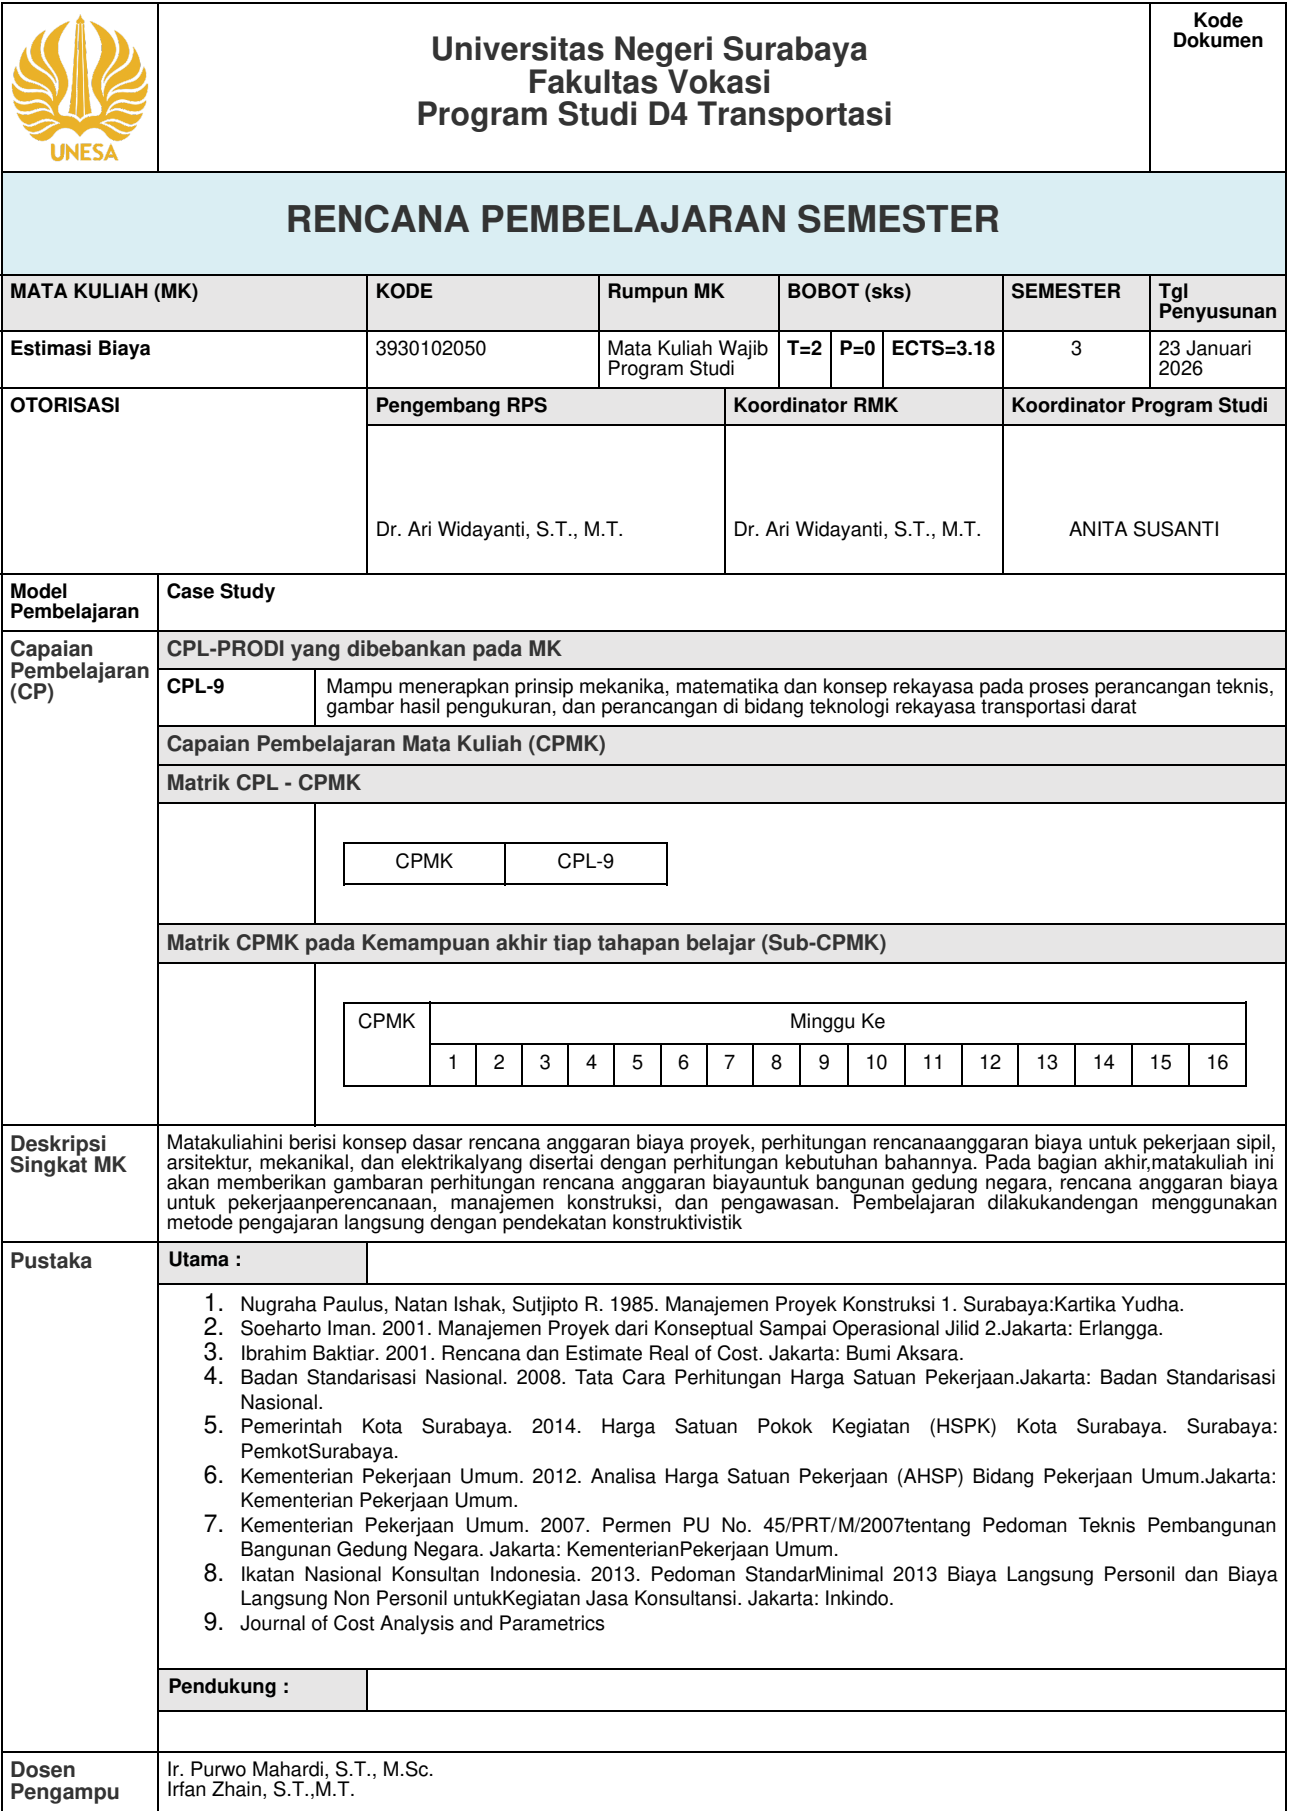 UNESA
Universitas Negeri Surabaya
Fakultas Vokasi
Program Studi D4 Transportasi
Kode
Dokumen
RENCANA PEMBELAJARAN SEMESTER
MATA KULIAH (MK)
KODE
Rumpun MK
BOBOT (sks)
SEMESTER
Tgl
Penyusunan
Estimasi Biaya
3930102050
Mata Kuliah Wajib
Program Studi
T=2
P=0
ECTS=3.18
3
23 Januari
2026
OTORISASI
Pengembang RPS
Koordinator RMK
Koordinator Program Studi
Dr. Ari Widayanti, S.T., M.T.
Dr. Ari Widayanti, S.T., M.T.
ANITA SUSANTI
Model
Pembelajaran
Case Study
Capaian
Pembelajaran
(CP)
CPL-PRODI yang dibebankan pada MK
CPL-9
Mampu menerapkan prinsip mekanika, matematika dan konsep rekayasa pada proses perancangan teknis,
gambar hasil pengukuran, dan perancangan di bidang teknologi rekayasa transportasi darat
Capaian Pembelajaran Mata Kuliah (CPMK)
Matrik CPL - CPMK
CPMK
CPL-9
Matrik CPMK pada Kemampuan akhir tiap tahapan belajar (Sub-CPMK)
CPMK
Minggu Ke
1 2 3 4 5 6 7 8 9 10 11 12 13 14 15 16
Deskripsi
Singkat MK
Matakuliahini berisi konsep dasar rencana anggaran biaya proyek, perhitungan rencanaanggaran biaya untuk pekerjaan sipil,
arsitektur, mekanikal, dan elektrikalyang disertai dengan perhitungan kebutuhan bahannya. Pada bagian akhir,matakuliah ini
akan memberikan gambaran perhitungan rencana anggaran biayauntuk bangunan gedung negara, rencana anggaran biaya
untuk pekerjaanperencanaan, manajemen konstruksi, dan pengawasan. Pembelajaran dilakukandengan menggunakan
metode pengajaran langsung dengan pendekatan konstruktivistik
Pustaka
Utama :
1. Nugraha Paulus, Natan Ishak, Sutjipto R. 1985. Manajemen Proyek Konstruksi 1. Surabaya:Kartika Yudha.
2. Soeharto Iman. 2001. Manajemen Proyek dari Konseptual Sampai Operasional Jilid 2.Jakarta: Erlangga.
3. Ibrahim Baktiar. 2001. Rencana dan Estimate Real of Cost. Jakarta: Bumi Aksara.
4. Badan Standarisasi Nasional. 2008. Tata Cara Perhitungan Harga Satuan Pekerjaan.Jakarta: Badan Standarisasi
Nasional.
5. Pemerintah Kota Surabaya. 2014. Harga Satuan Pokok Kegiatan (HSPK) Kota Surabaya. Surabaya:
PemkotSurabaya.
6. Kementerian Pekerjaan Umum. 2012. Analisa Harga Satuan Pekerjaan (AHSP) Bidang Pekerjaan Umum.Jakarta:
Kementerian Pekerjaan Umum.
7. Kementerian Pekerjaan Umum. 2007. Permen PU No. 45/PRT/M/2007tentang Pedoman Teknis Pembangunan
Bangunan Gedung Negara. Jakarta: KementerianPekerjaan Umum.
8. Ikatan Nasional Konsultan Indonesia. 2013. Pedoman StandarMinimal 2013 Biaya Langsung Personil dan Biaya
Langsung Non Personil untukKegiatan Jasa Konsultansi. Jakarta: Inkindo.
9. Journal of Cost Analysis and Parametrics
Pendukung :
Dosen
Pengampu
Ir. Purwo Mahardi, S.T., M.Sc.
Irfan Zhain, S.T.,M.T.